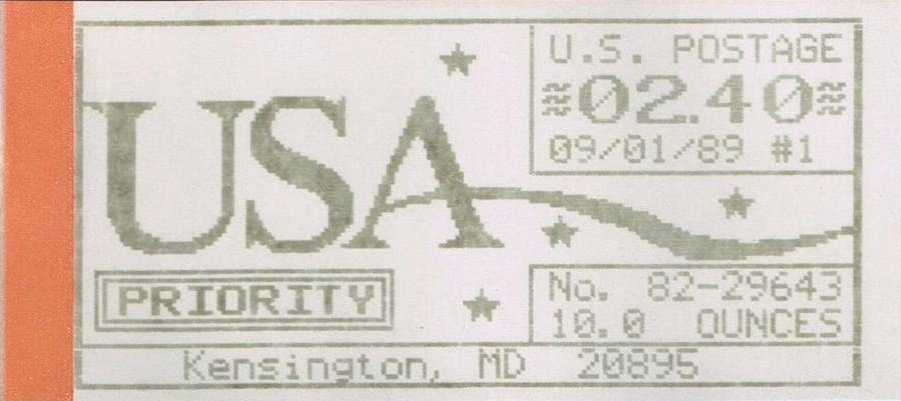 USA
U.S. POSTAGE
≈02.40≈
09/01/89 #1
PRIORITY
No. 82-29643
10.0 OUNCES
Kensington, MD 20895